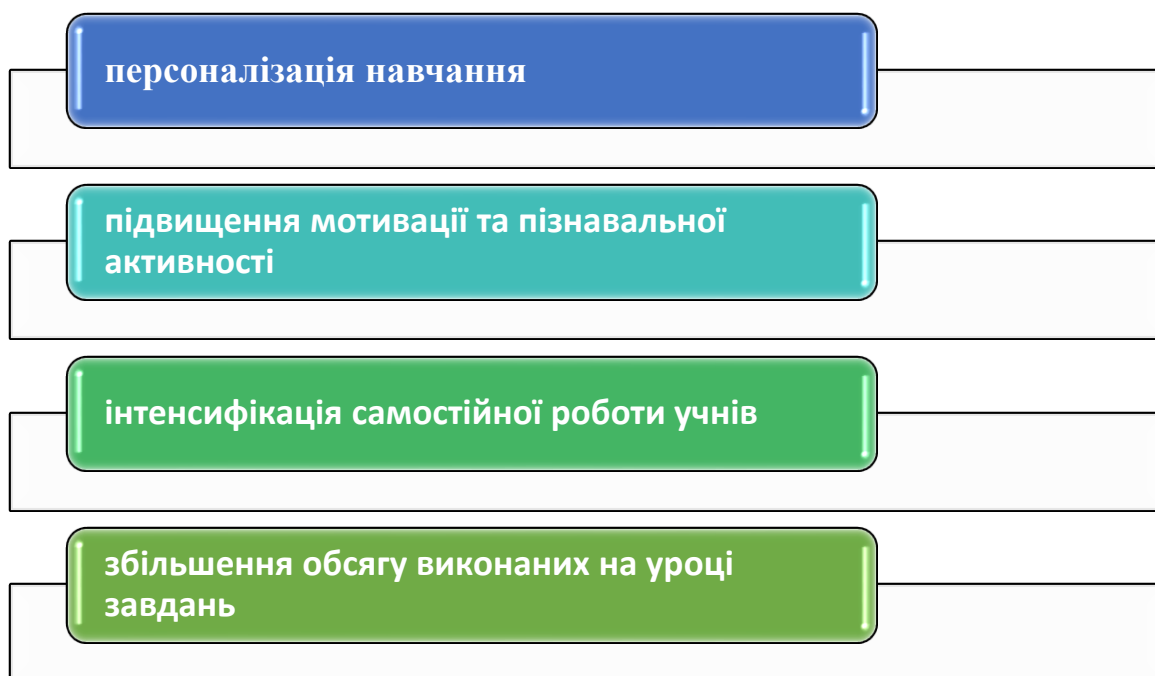 персоналізація навчання
підвищення мотивації та пізнавальної
активності
інтенсифікація самостійної роботи учнів
збільшення обсягу виконаних на уроці
завдань